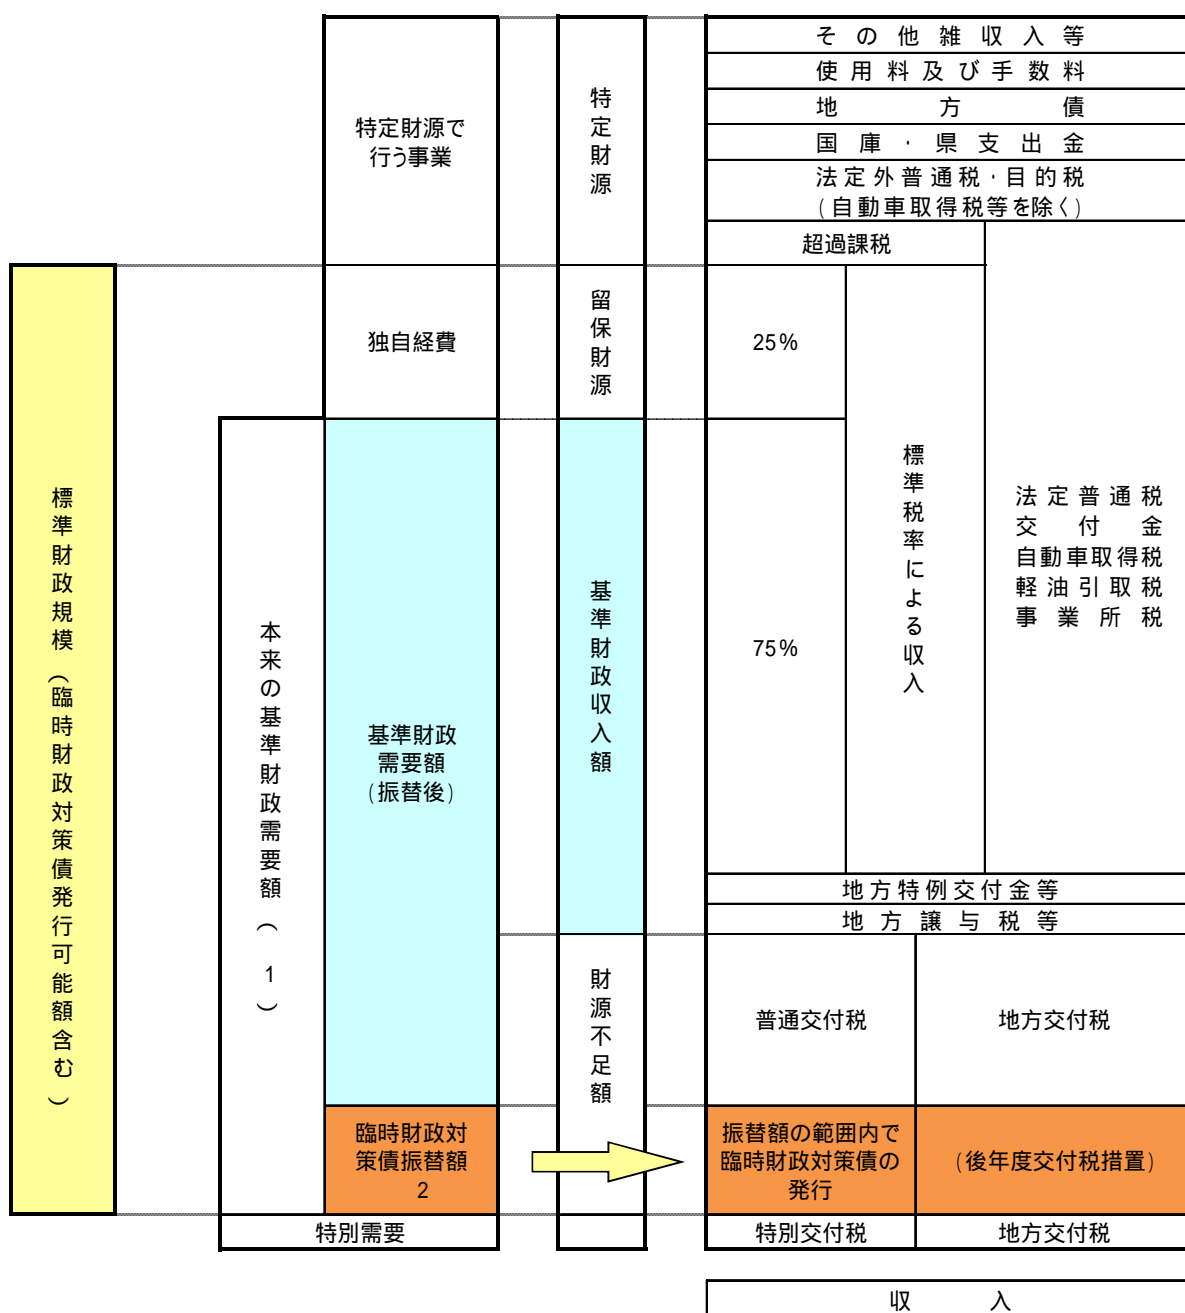 特定財源で
行う事業
特定財源
その他雑収入等
使用料及び手数料
地方債
国庫・県支出金
法定外普通税・目的税
(自動車取得税等を除く)
超過課税
標準財政規模(臨時財政対策債発行可能額含む)
独自経費
留保財源
25%
標準税率による収入
法定普通税
交付金
自動車取得税
軽油引取税
事業所税
本来の基準財政需要額(1)
基準財政
需要額
(振替後)
基準財政収入額
75%
地方特例交付金等
地方譲与税等
財源不足額
普通交付税
地方交付税
臨時財政対
策債振替額
2
振替額の範囲内で
臨時財政対策債の
発行
(後年度交付税措置)
特別需要
特別交付税
地方交付税
収入